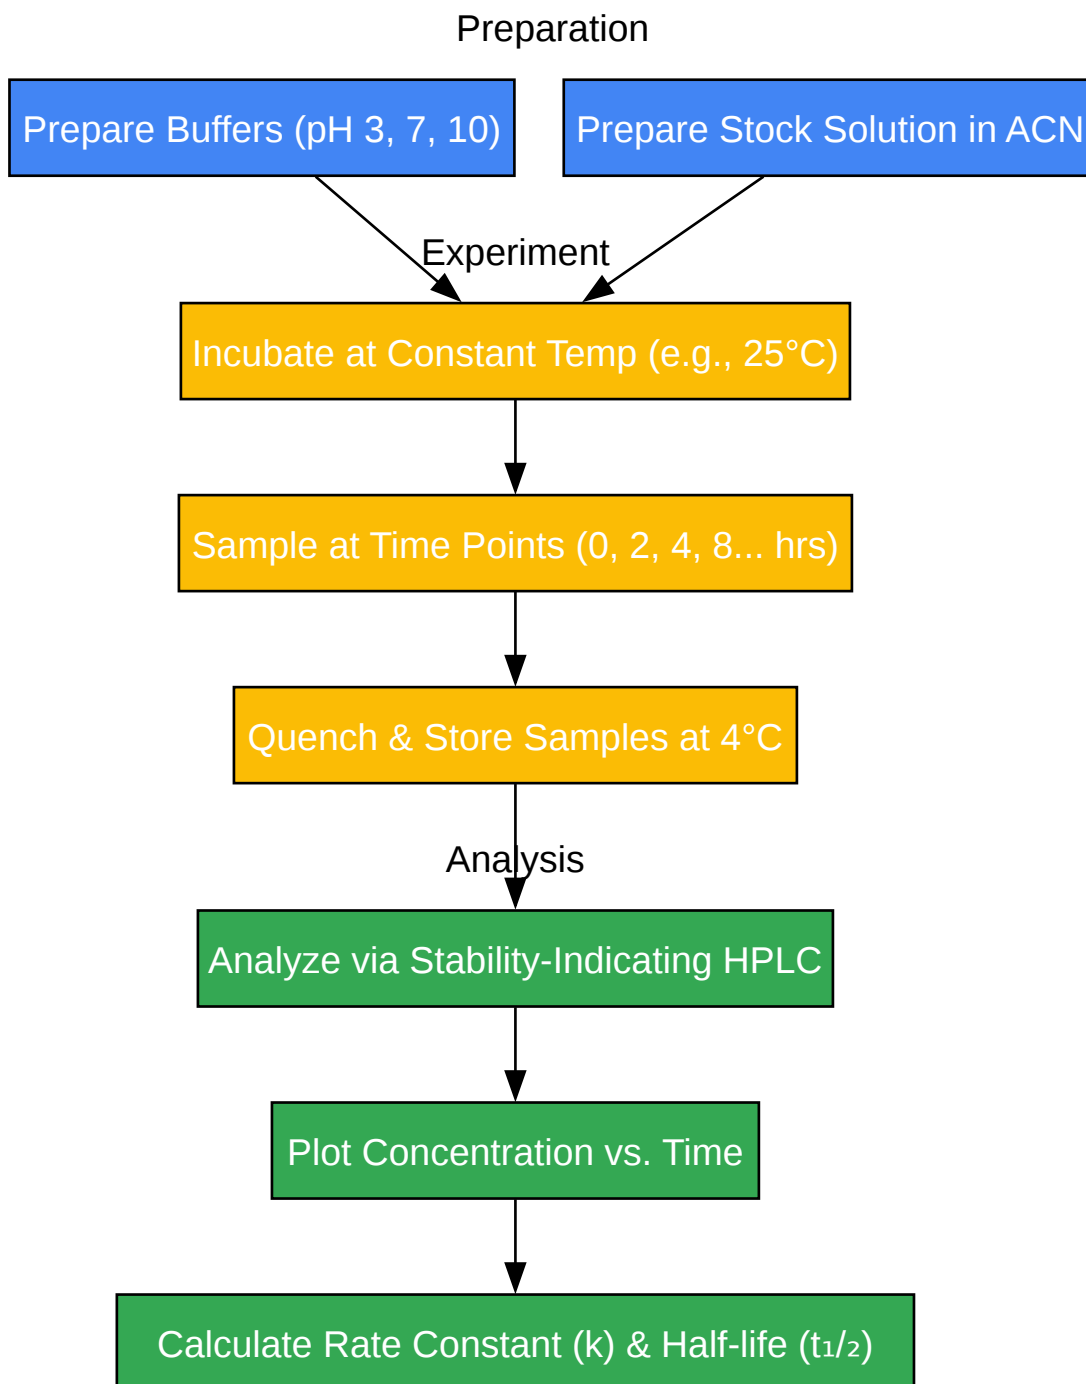 Preparation
Prepare Buffers (pH 3, 7, 10)
Prepare Stock Solution in ACN
Experiment
Incubate at Constant Temp (e.g., 25°C)
Sample at Time Points (0, 2, 4, 8... hrs)
Quench & Store Samples at 4°C
Analysis
Analyze via Stability-Indicating HPLC
Plot Concentration vs. Time
Calculate Rate Constant (k) & Half-life (t₁/₂)